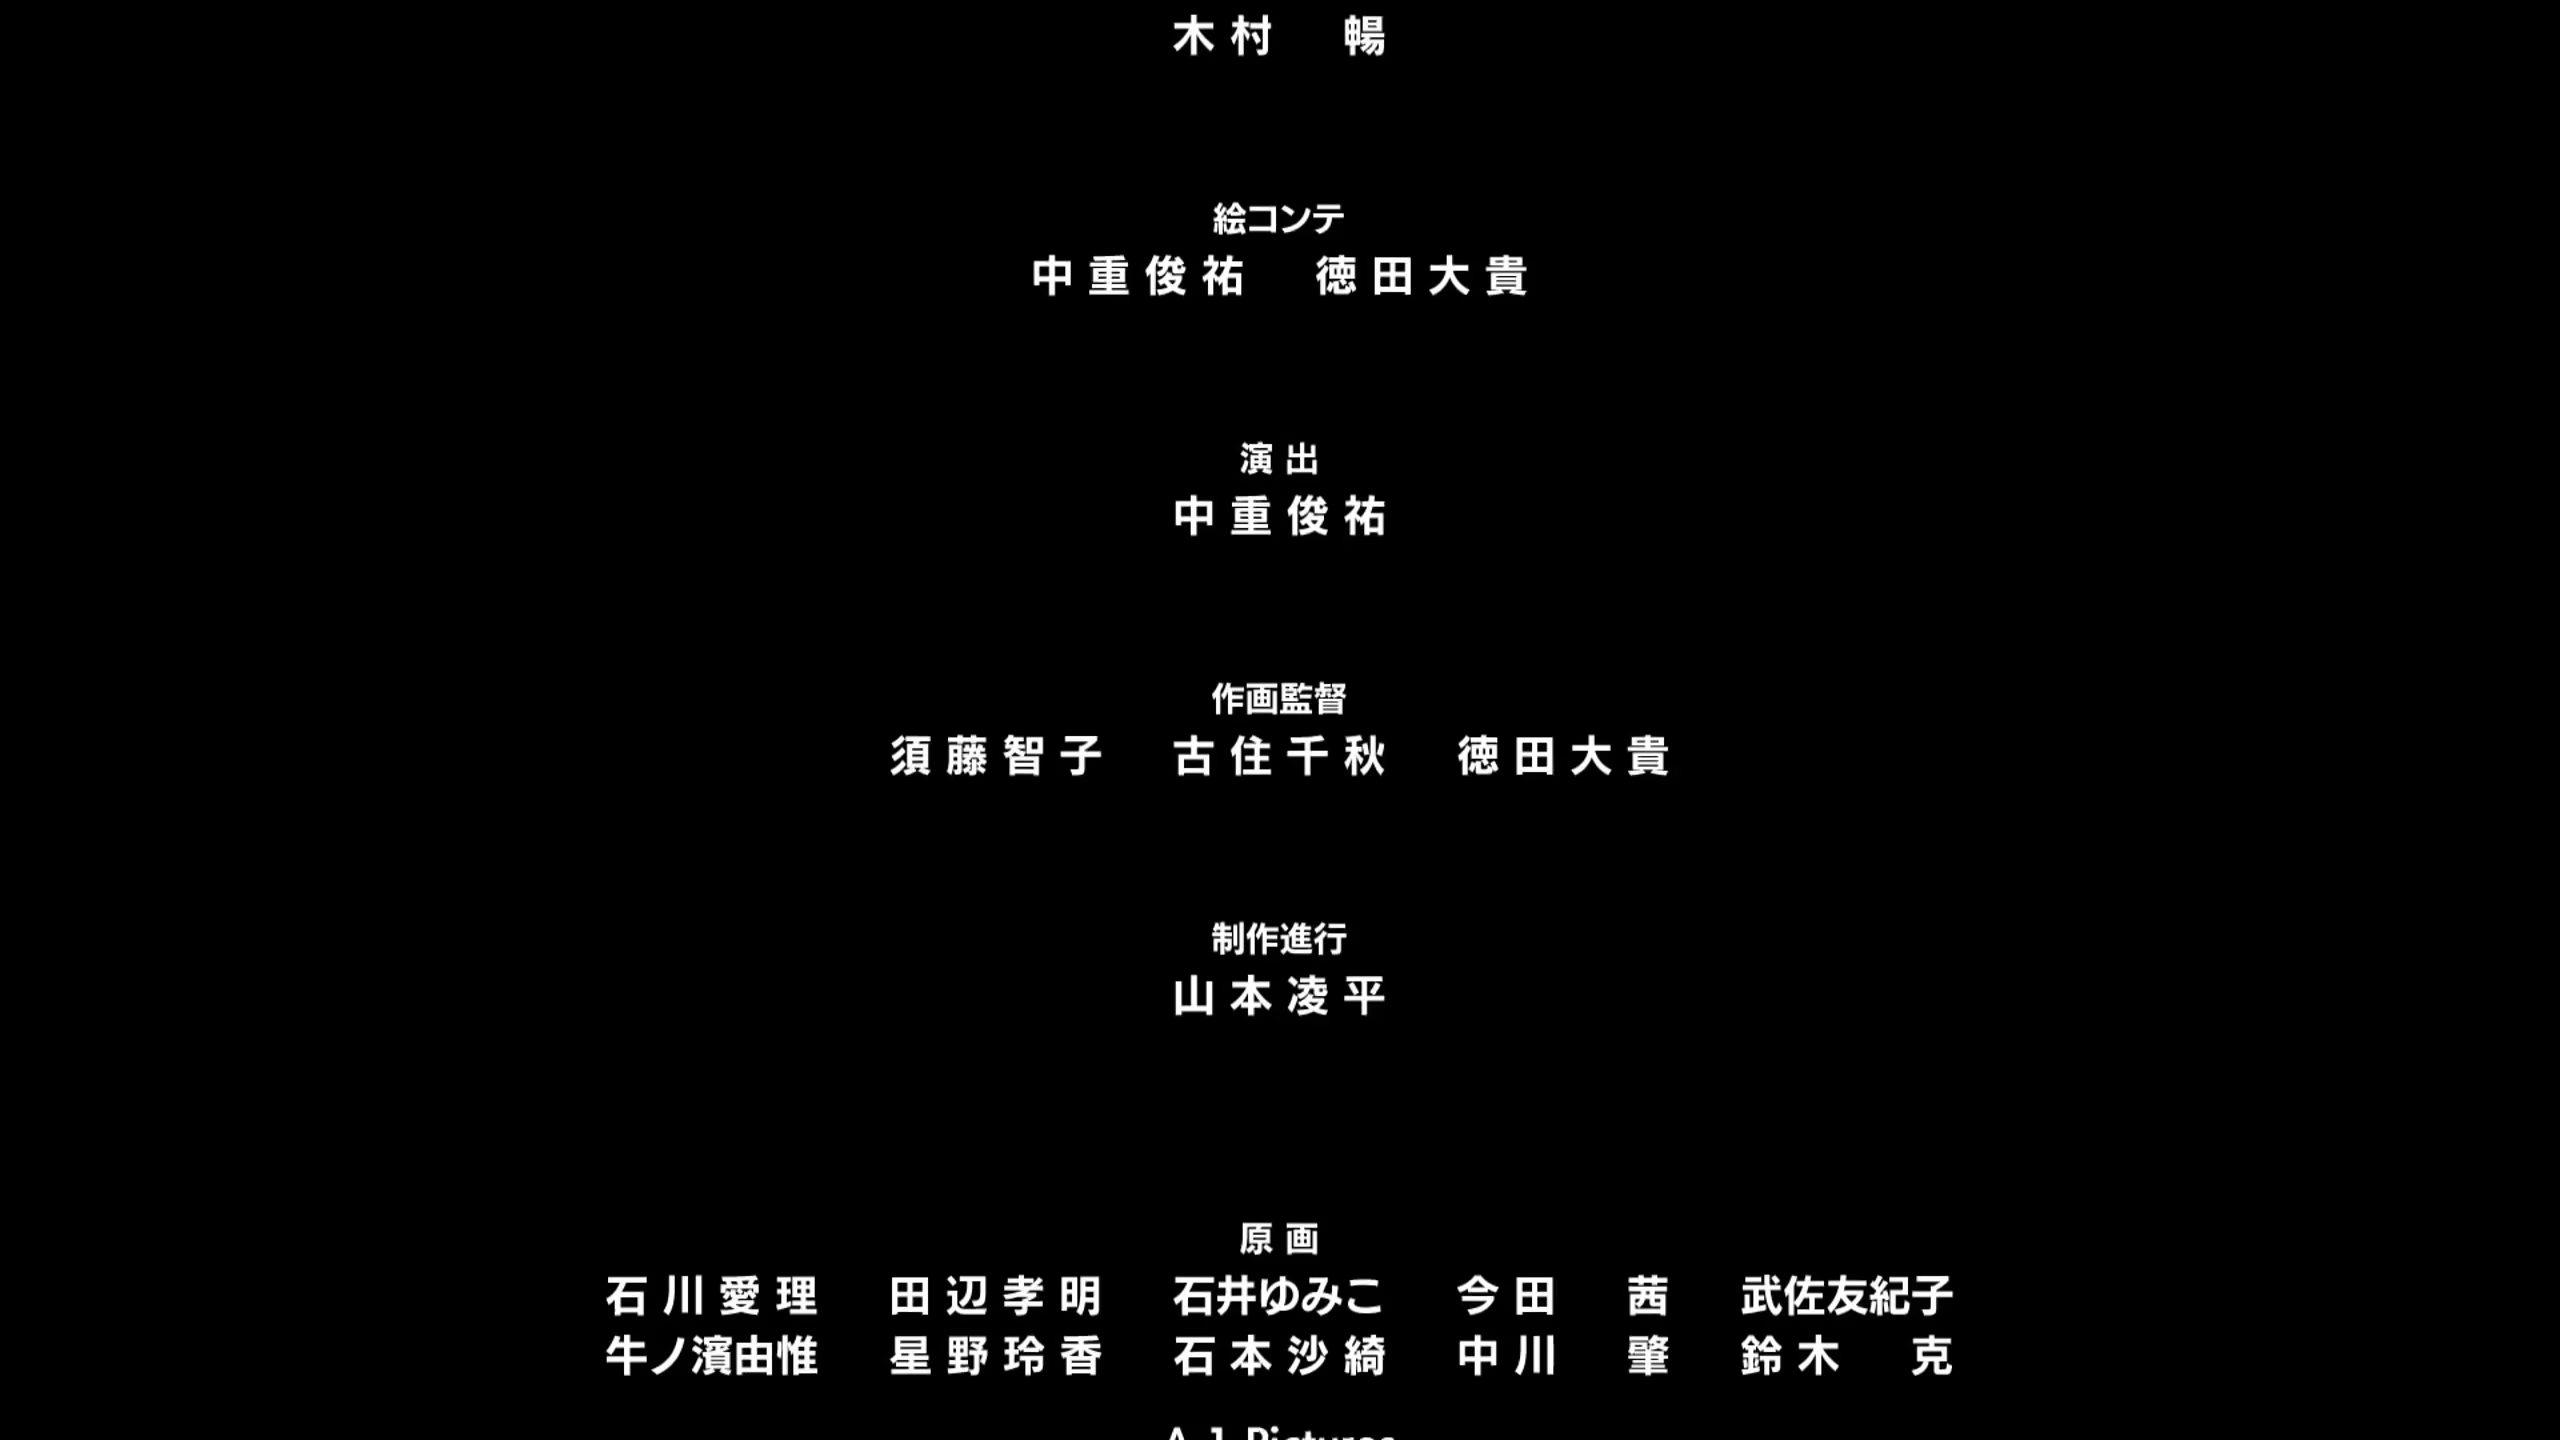 木村 暢
絵コンテ
中重俊祐 徳田大貴
演出
中重俊祐
作画監督
須藤智子 古住千秋 徳田大貴
制作進行
山本凌平
原画
石川愛理 田辺孝明 石井ゆみこ 今田 茜 武佐友紀子
牛ノ濱由惟 星野玲香 石本沙綺 中川 肇 鈴木 克
A-1 Pictures